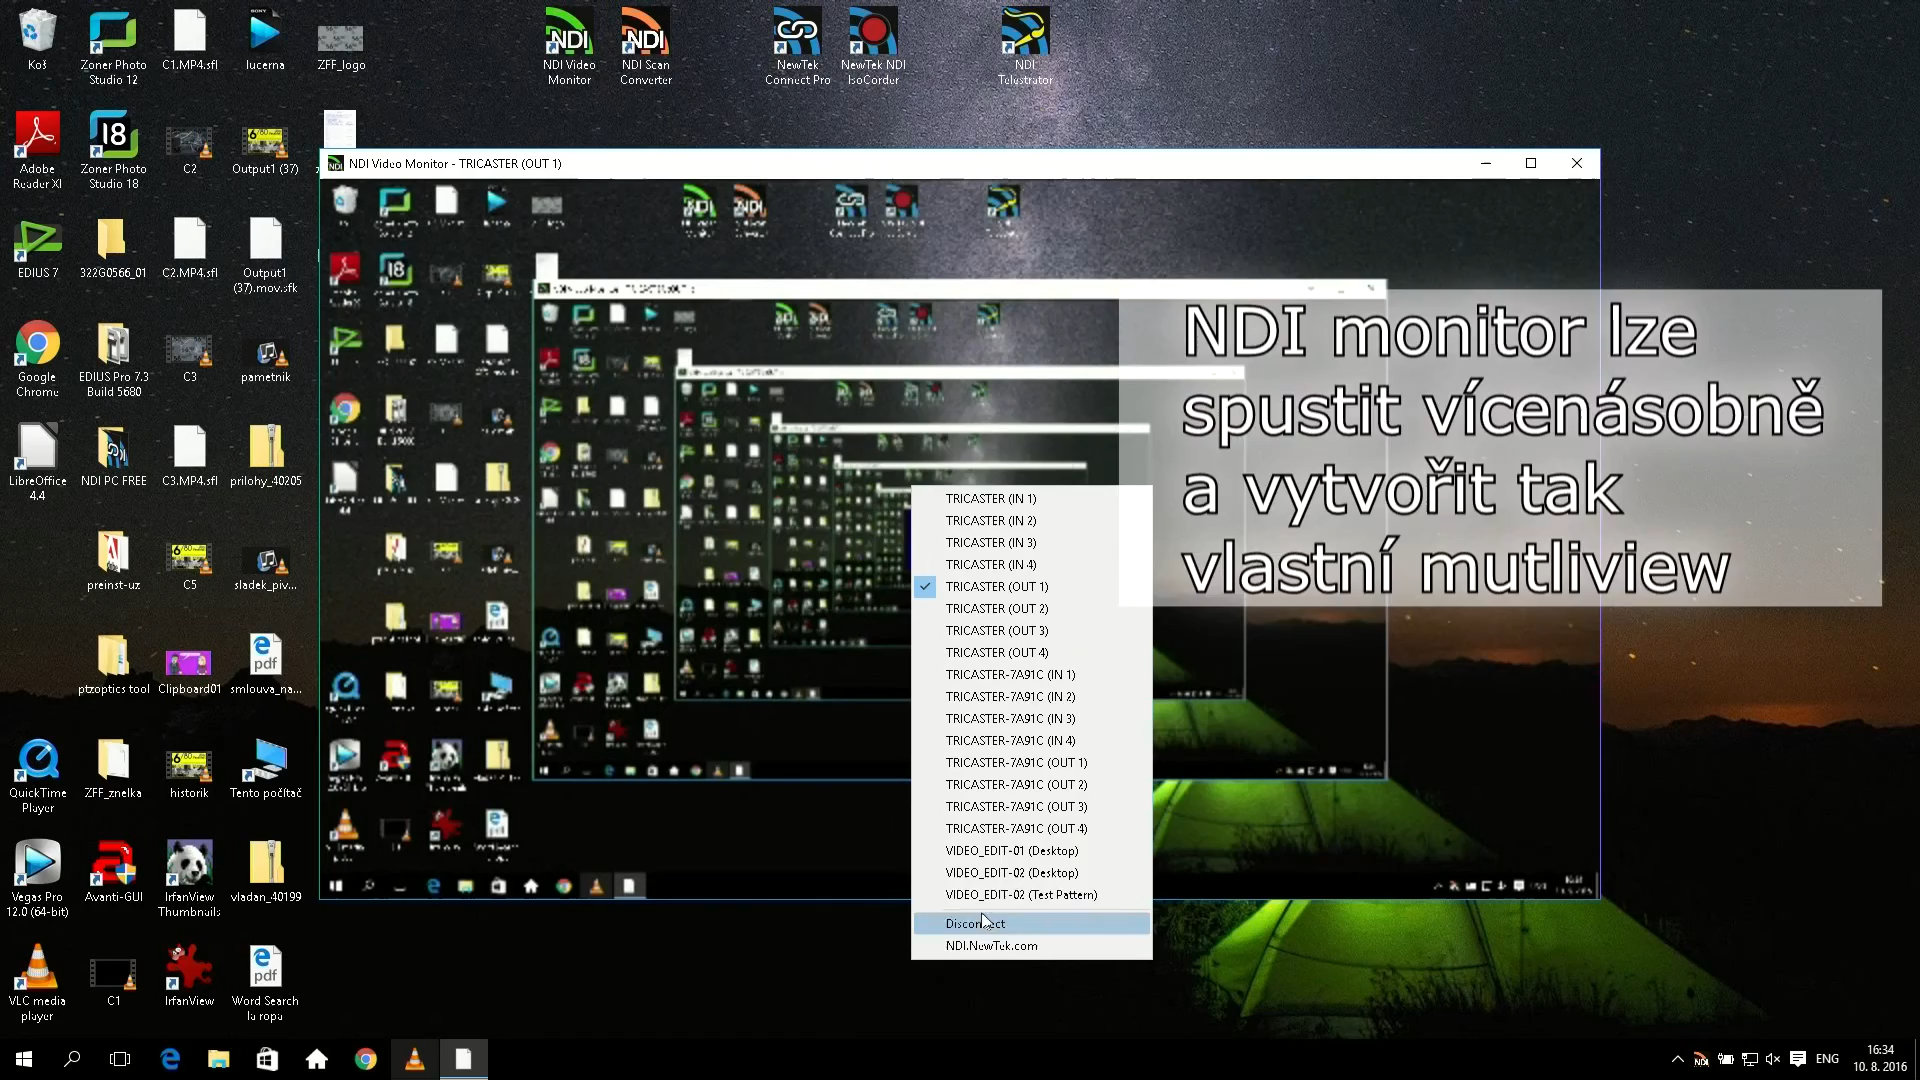 Koš
Zoner Photo
Studio 12
C1.MP4.sfl
lucerna
ZFF_logo
NDI Video
Monitor
NDI Scan
Converter
NewTek
Connect Pro
NewTek NDI
IsoCorder
NDI
Telestrator
Adobe
Reader XI
Zoner Photo
Studio 18
C2
Output1 (37)
EDIUS 7
322G0566_01
C2.MP4.sfl
Output1
(37).mov.sfk
Google
Chrome
EDIUS Pro 7.3
Build 5680
C3
pametnik
LibreOffice
4.4
NDI PC FREE
C3.MP4.sfl
prilohy_40205
preinst-uz
C5
sladek_piv...
ptzoptics tool
Clipboard01
smlouva_na...
QuickTime
Player
ZFF_znelka
historik
Tento počítač
Vegas Pro
12.0 (64-bit)
Avanti-GUI
IrfanView
Thumbnails
vladan_40199
VLC media
player
C1
IrfanView
Word Search
la ropa
NDI Video Monitor - TRICASTER (OUT 1)
NDI monitor lze
spustit vícenásobně
a vytvořit tak
vlastní mutliview
TRICASTER (IN 1)
TRICASTER (IN 2)
TRICASTER (IN 3)
TRICASTER (IN 4)
TRICASTER (OUT 1)
TRICASTER (OUT 2)
TRICASTER (OUT 3)
TRICASTER (OUT 4)
TRICASTER-7A91C (IN 1)
TRICASTER-7A91C (IN 2)
TRICASTER-7A91C (IN 3)
TRICASTER-7A91C (IN 4)
TRICASTER-7A91C (OUT 1)
TRICASTER-7A91C (OUT 2)
TRICASTER-7A91C (OUT 3)
TRICASTER-7A91C (OUT 4)
VIDEO_EDIT-01 (Desktop)
VIDEO_EDIT-02 (Desktop)
VIDEO_EDIT-02 (Test Pattern)
Disconnect
NDI.NewTek.com
ENG
16:34
10. 8. 2016